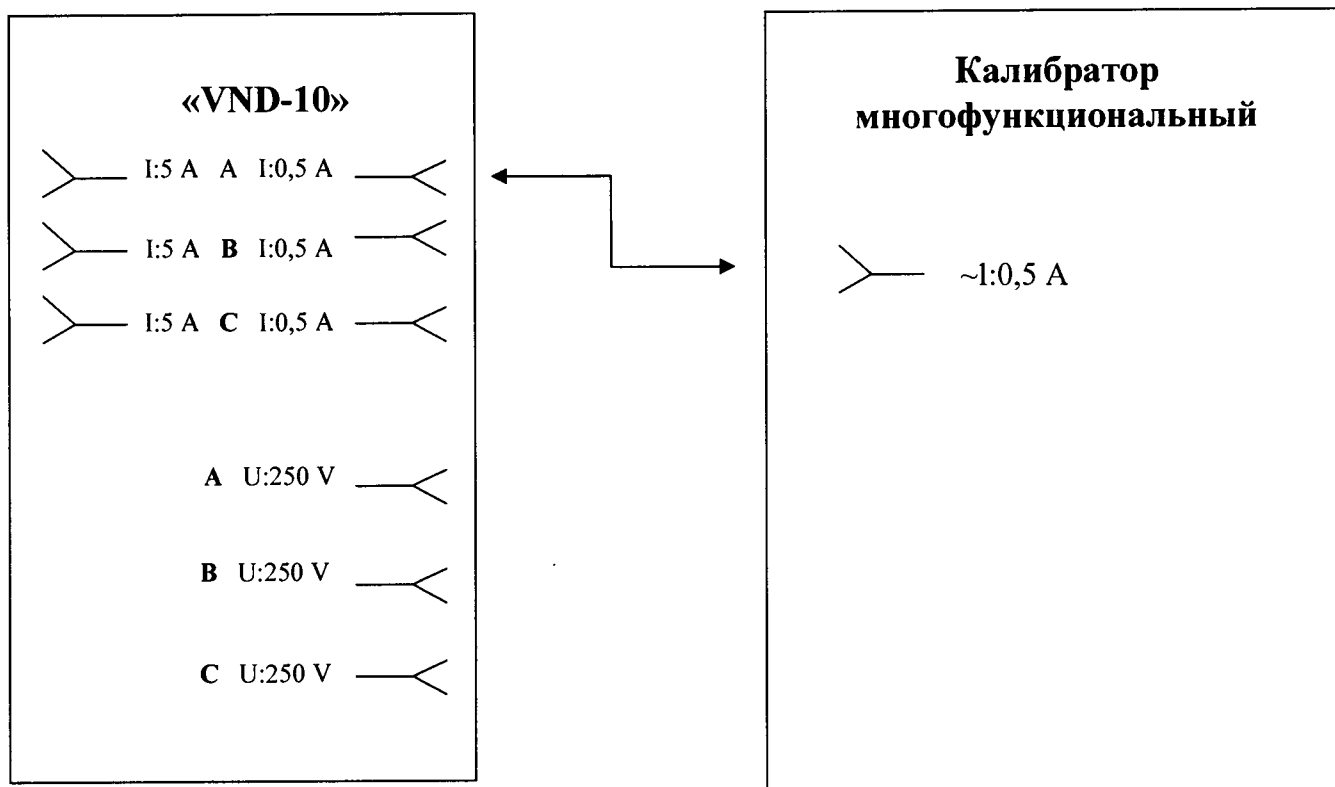 «VND-10»
I:5 A A I:0,5 A
I:5 A B I:0,5 A
I:5 A C I:0,5 A
A U:250 V
B U:250 V
C U:250 V
Калибратор
многофункциональный
~I:0,5 A